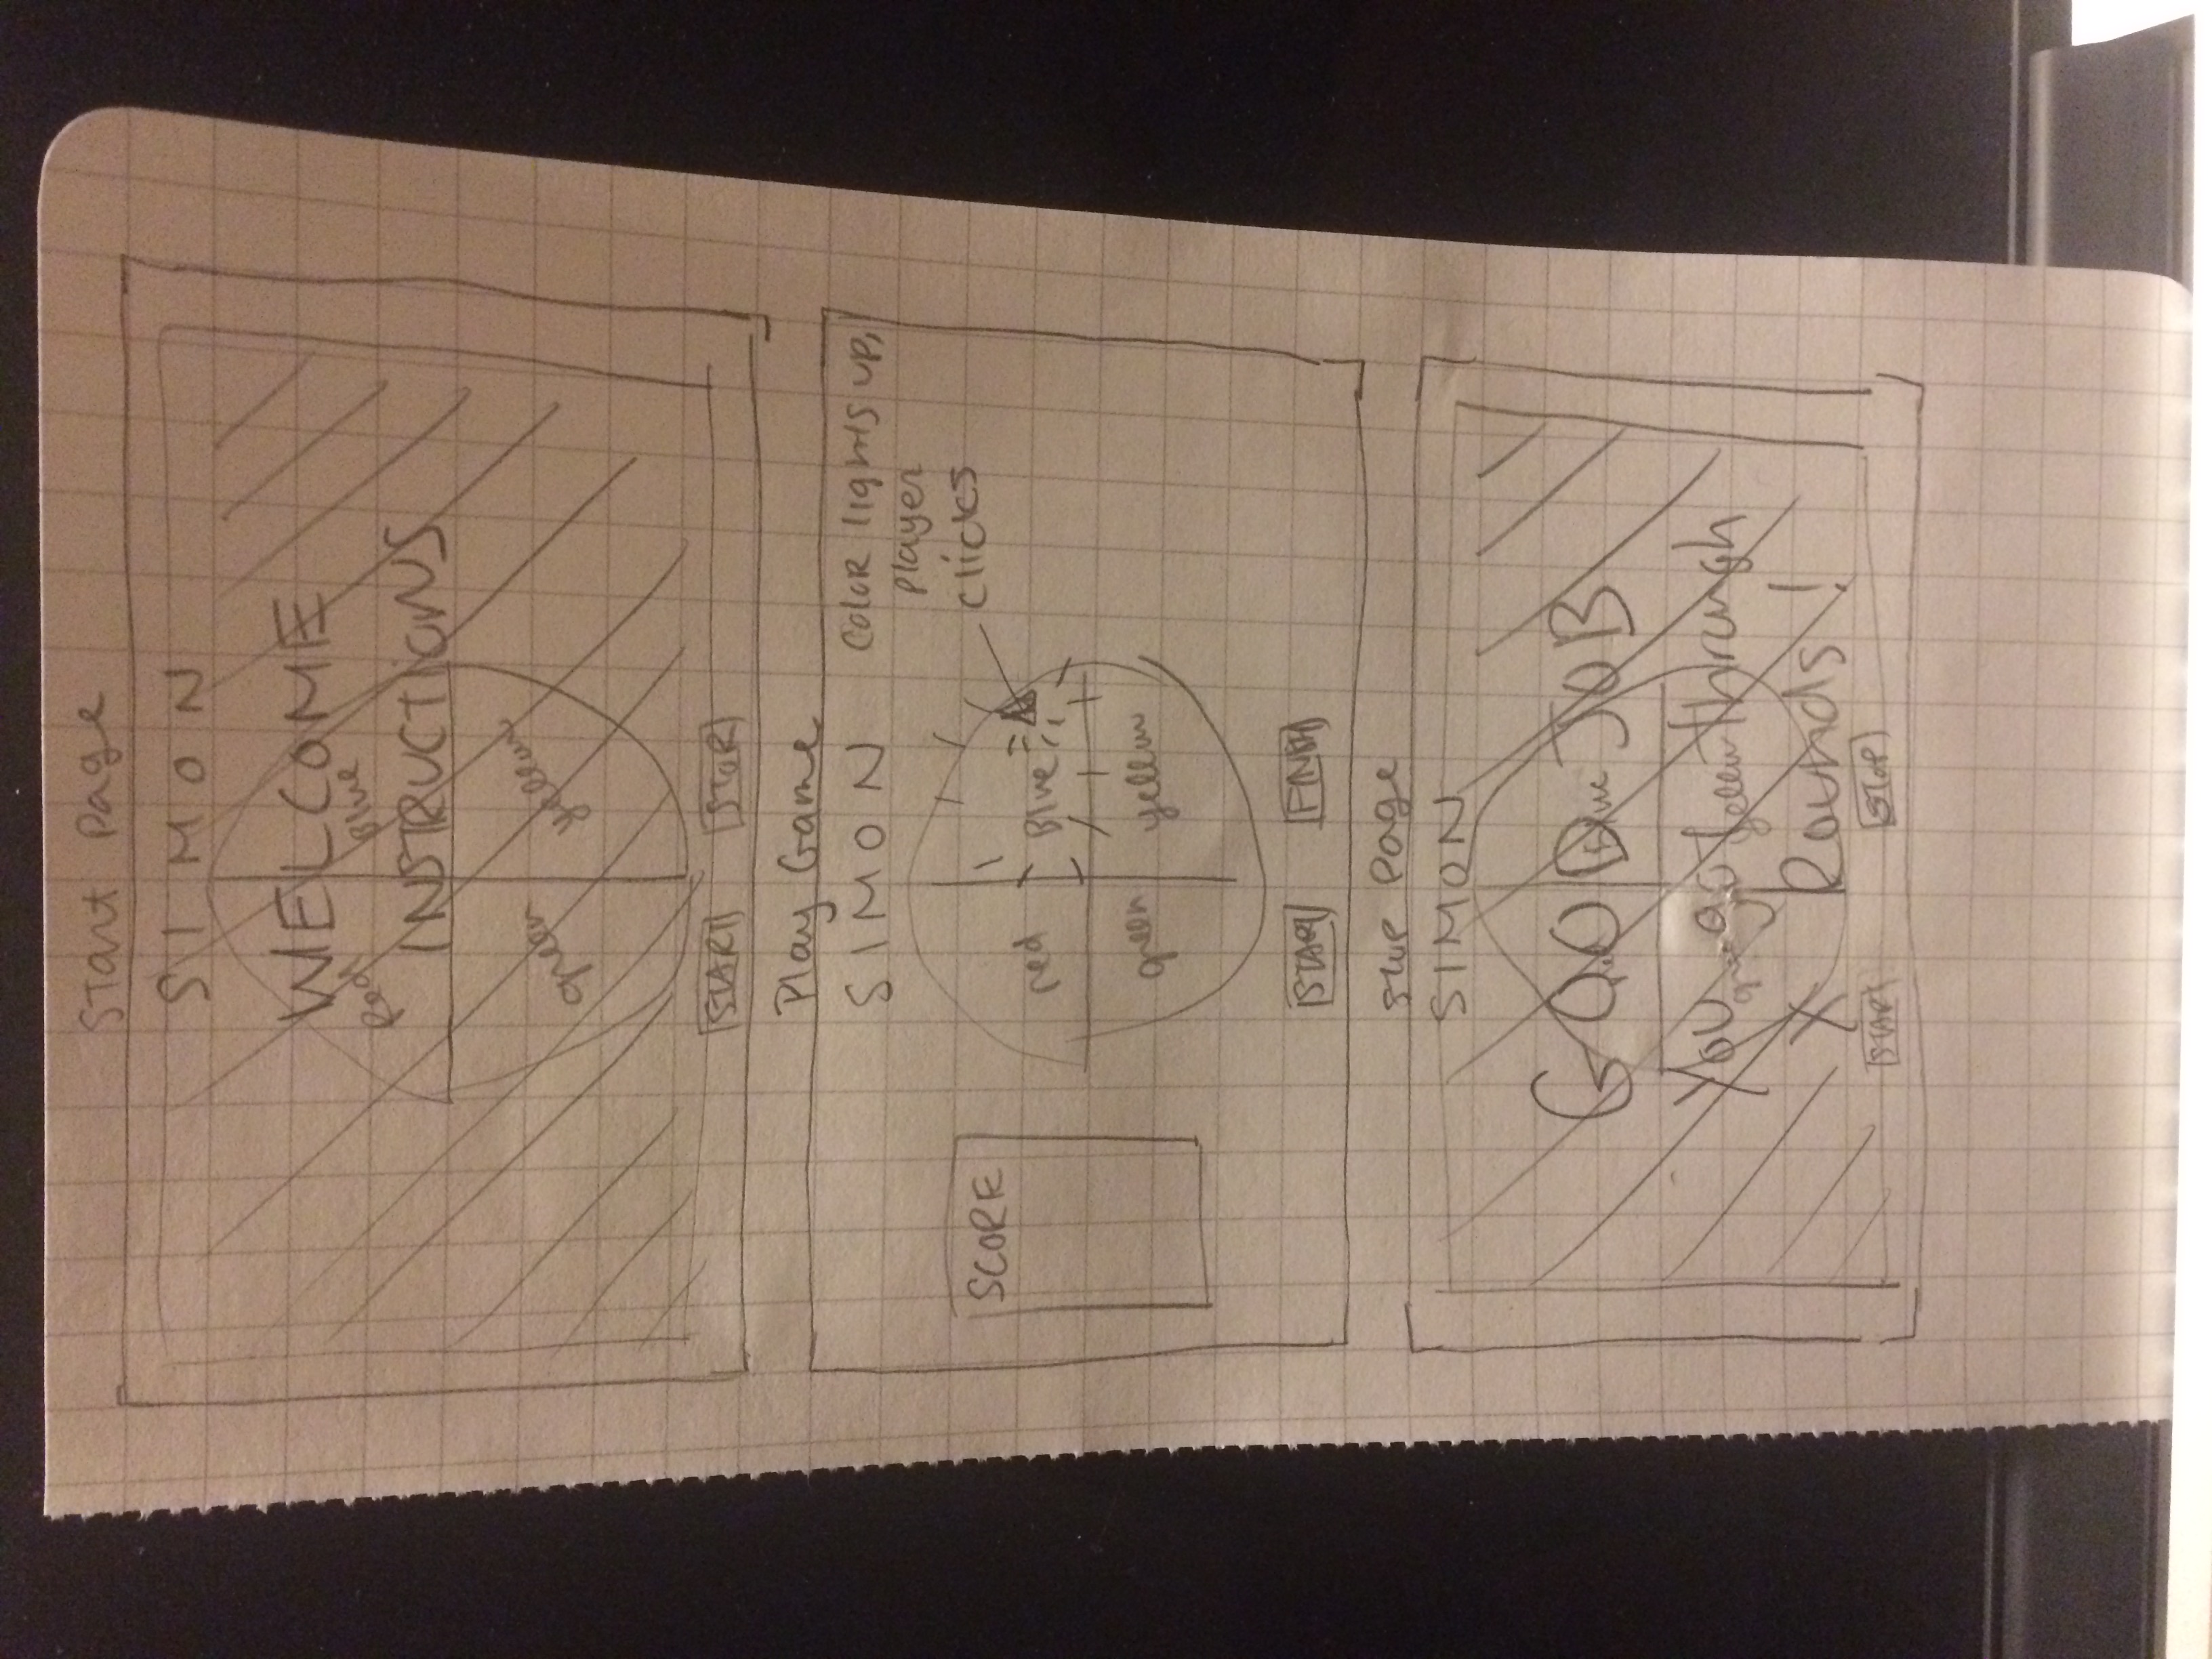 Start Page
SIMON
WELCOME
Red Blue
INSTRUCTIONS
green yellow
START STOP
Play Game
SIMON
Color lights up,
player
clicks
SCORE
red Blue
green yellow
START FINISH
Stop Page
SIMON
GOOD JOB
red Blue
You got through
green yellow
X Rounds!
START STOP